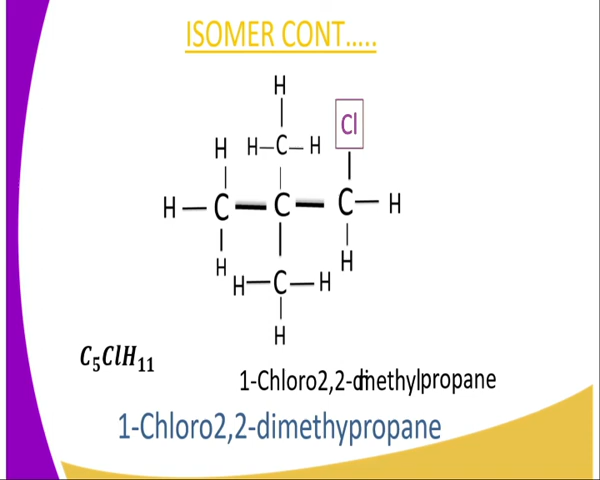 ISOMER CONT…..
H
Cl
H H–C–H
H–C–C–C–H
H H
H–C–H
H
C5ClH11
1-Chloro2,2-dimethylpropane
1-Chloro2,2-dimethypropane